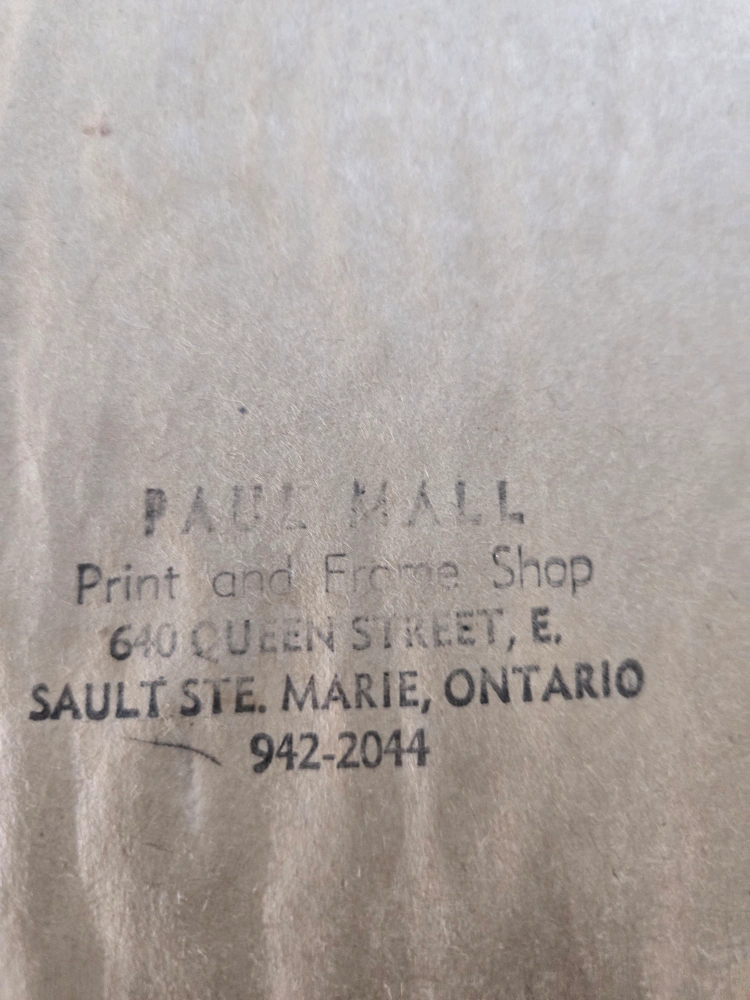 PAUL MALL
Print and Frame Shop
640 QUEEN STREET, E.
SAULT STE. MARIE, ONTARIO
942-2044